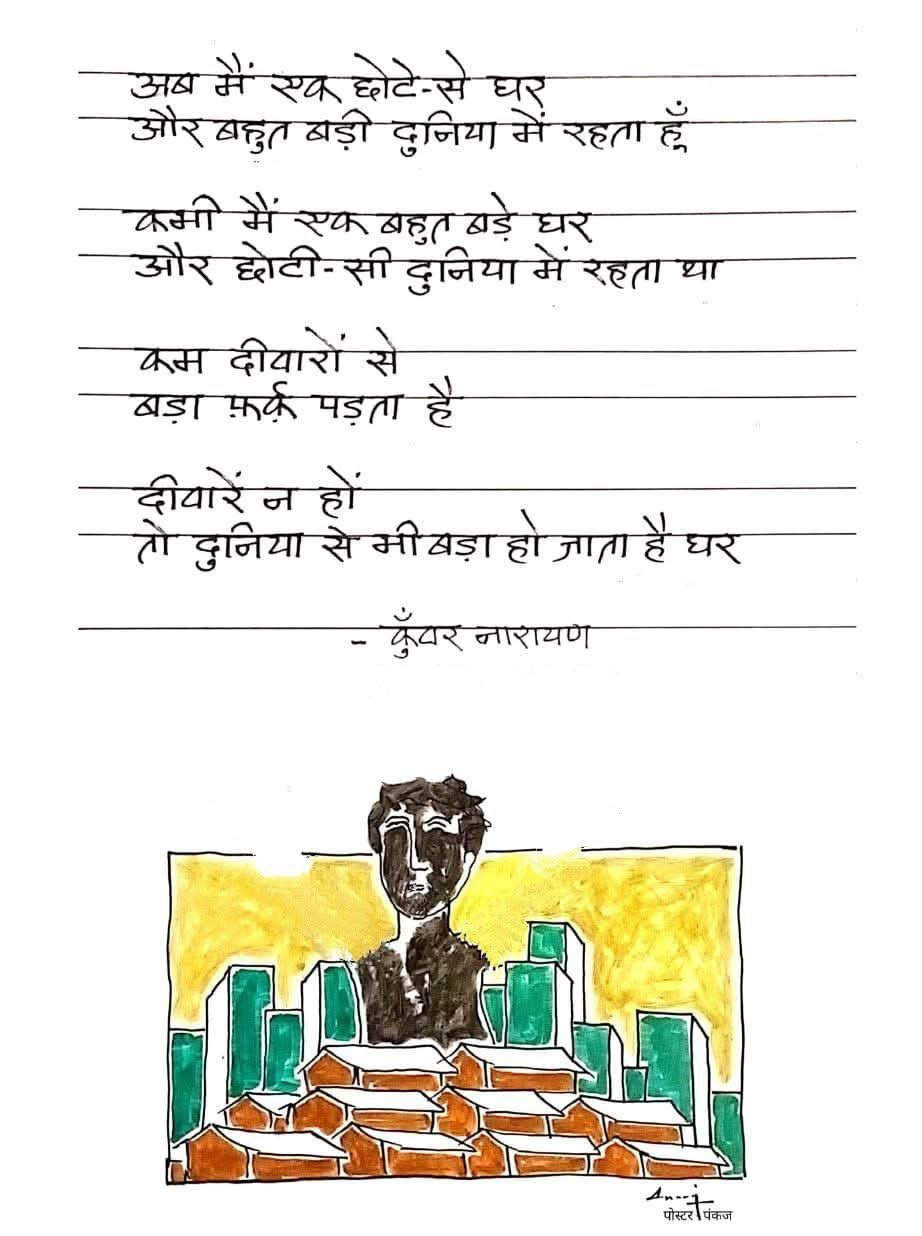 अब मैं एक छोटे-से घर
और बहुत बड़ी दुनिया में रहता हूँ
कभी मैं एक बहुत बड़े घर
और छोटी-सी दुनिया में रहता था
कम दीवारों से
बड़ा फ़र्क़ पड़ता है
दीवारें न हों
तो दुनिया से भी बड़ा हो जाता है घर
- कुँवर नारायण
पोस्टर पंकज